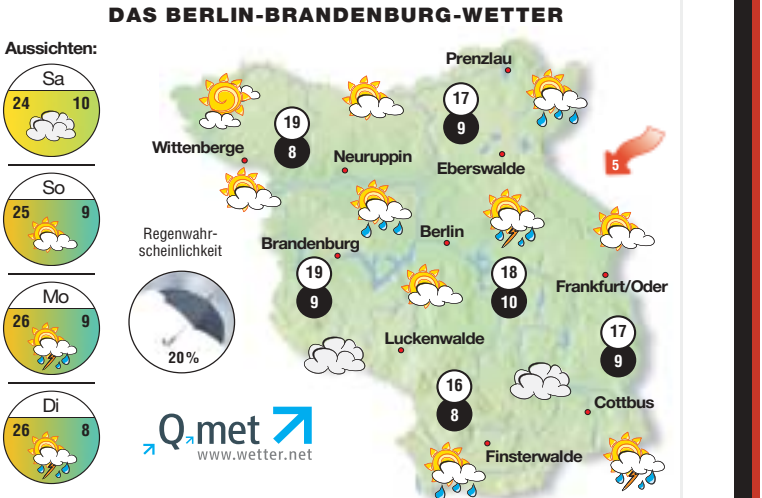 DAS BERLIN-BRANDENBURG-WETTER
Aussichten:
Sa
24 10
So
25 9
Mo
26 9
Di
26 8
Prenzlau
17
9
19
8
Wittenberge
Neuruppin
Eberswalde
5
Regenwahr-
scheinlichkeit
20%
Brandenburg
Berlin
19
9
18
10
Frankfurt/Oder
Luckenwalde
17
9
16
8
Cottbus
Finsterwalde
Q.met
www.wetter.net